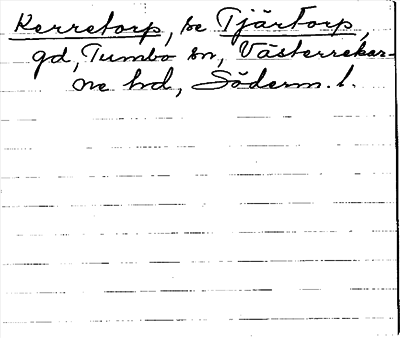 Kerretorp, se Tjärtorp,
gd, Tumbo sn, Västerrekar-
ne hd, Söderm. l.